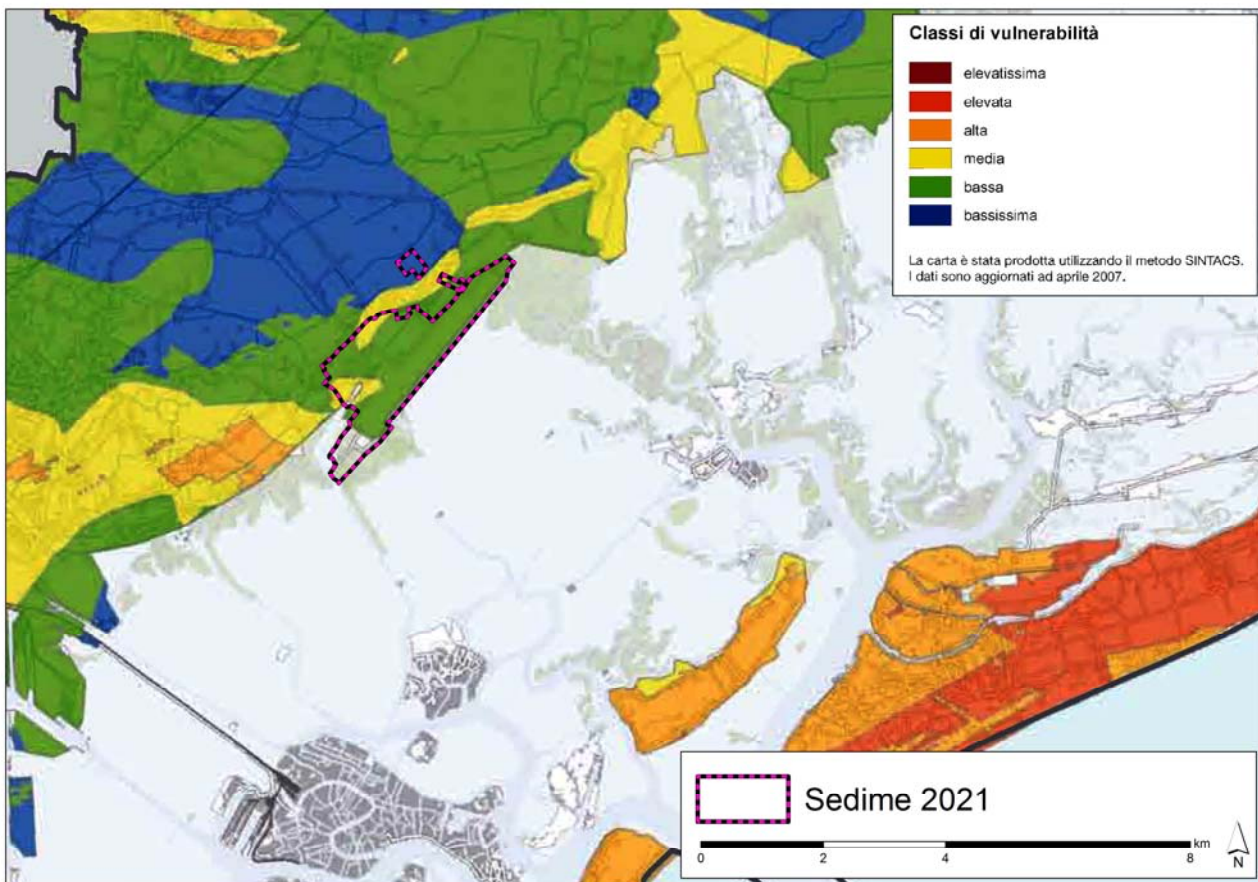 Classi di vulnerabilità
elevatissima
elevata
alta
media
bassa
bassissima
La carta è stata prodotta utilizzando il metodo SINTACS.
I dati sono aggiornati ad aprile 2007.
Sedime 2021
km
0 2 4 8
N